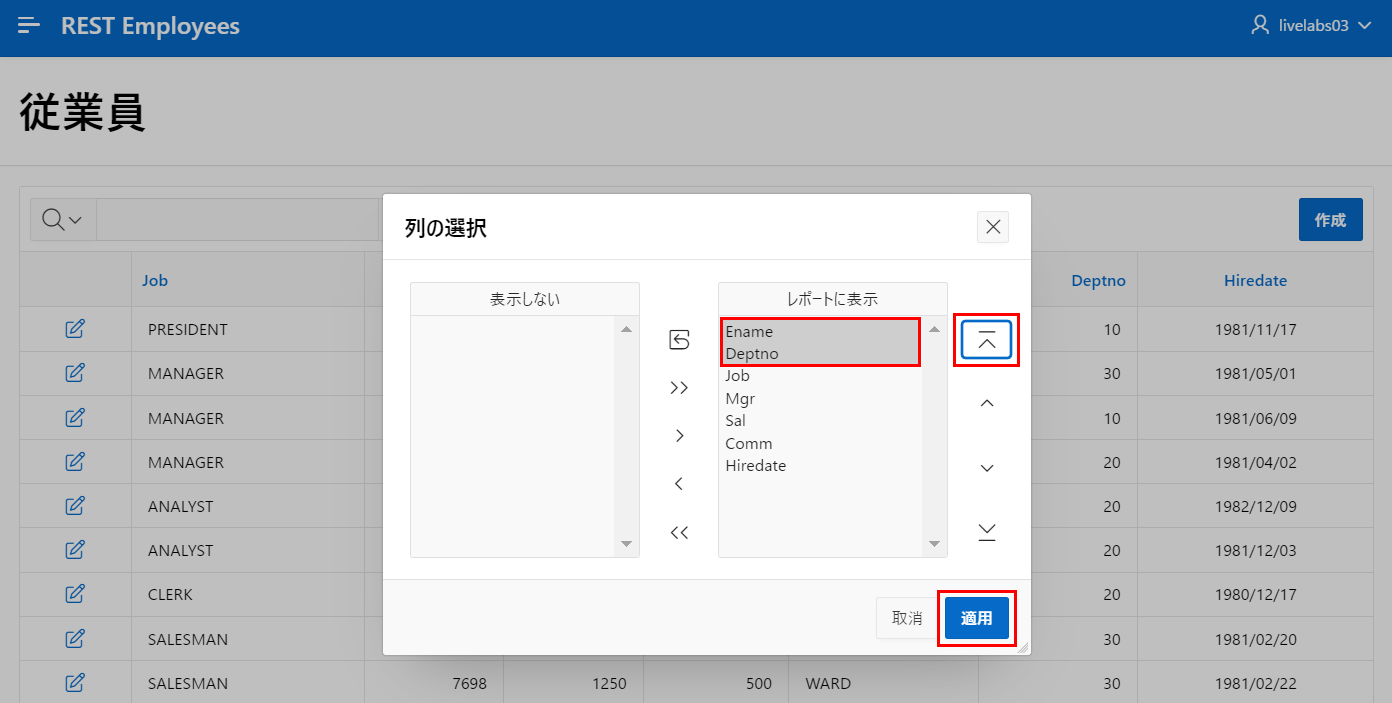 REST Employees
livelabs03
従業員
列の選択
作成
Job
Deptno
Hiredate
表示しない
レポートに表示
PRESIDENT
10
1981/11/17
MANAGER
30
1981/05/01
MANAGER
10
1981/06/09
MANAGER
20
1981/04/02
ANALYST
20
1982/12/09
ANALYST
20
1981/12/03
CLERK
20
1980/12/17
SALESMAN
30
1981/02/20
SALESMAN
7698
1250
500
WARD
30
1981/02/22
Ename
Deptno
Job
Mgr
Sal
Comm
Hiredate
取消
適用